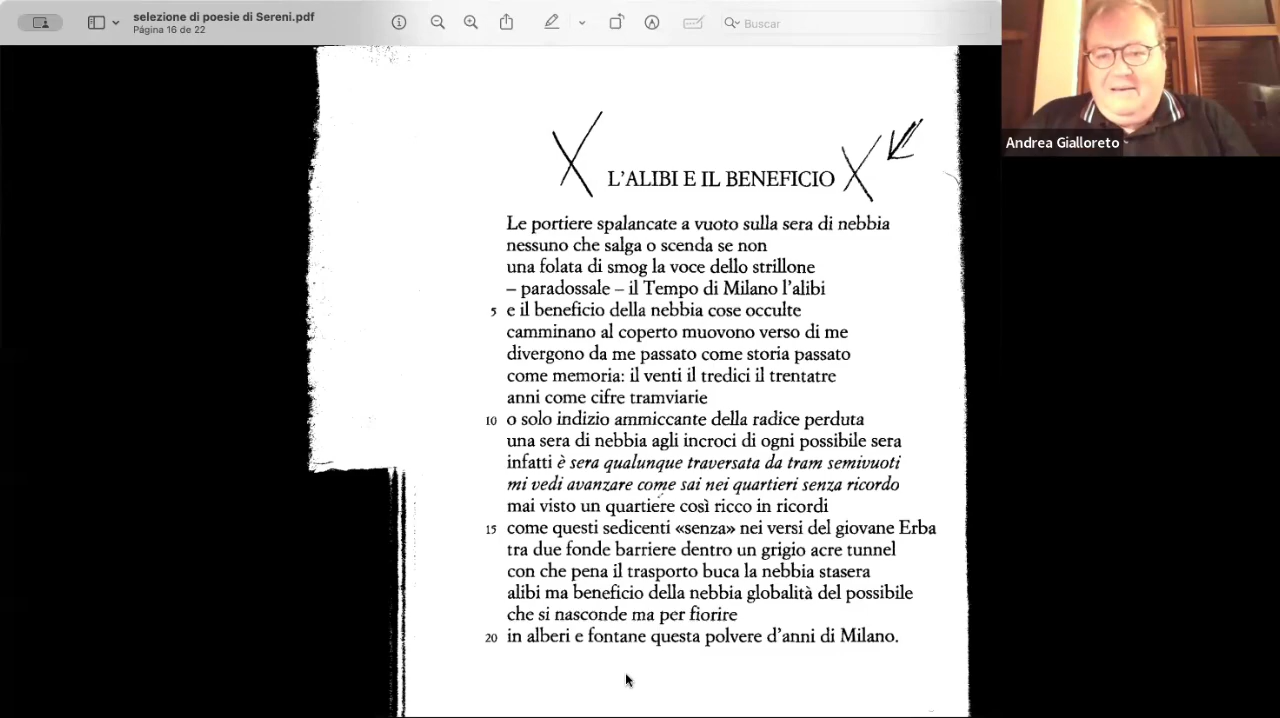 selezione di poesie di Sereni.pdf
Página 16 de 22
Buscar
Andrea Gialloreto
L'ALIBI E IL BENEFICIO
Le portiere spalancate a vuoto sulla sera di nebbia
nessuno che salga o scenda se non
una folata di smog la voce dello strillone
– paradossale – il Tempo di Milano l'alibi
5 e il beneficio della nebbia cose occulte
camminano al coperto muovono verso di me
divergono da me passato come storia passato
come memoria: il venti il tredici il trentatre
anni come cifre tramviarie
10 o solo indizio ammiccante della radice perduta
una sera di nebbia agli incroci di ogni possibile sera
infatti è sera qualunque traversata da tram semivuoti
mi vedi avanzare come sai nei quartieri senza ricordo
mai visto un quartiere così ricco in ricordi
15 come questi sedicenti «senza» nei versi del giovane Erba
tra due fonde barriere dentro un grigio acre tunnel
con che pena il trasporto buca la nebbia stasera
alibi ma beneficio della nebbia globalità del possibile
che si nasconde ma per fiorire
20 in alberi e fontane questa polvere d'anni di Milano.